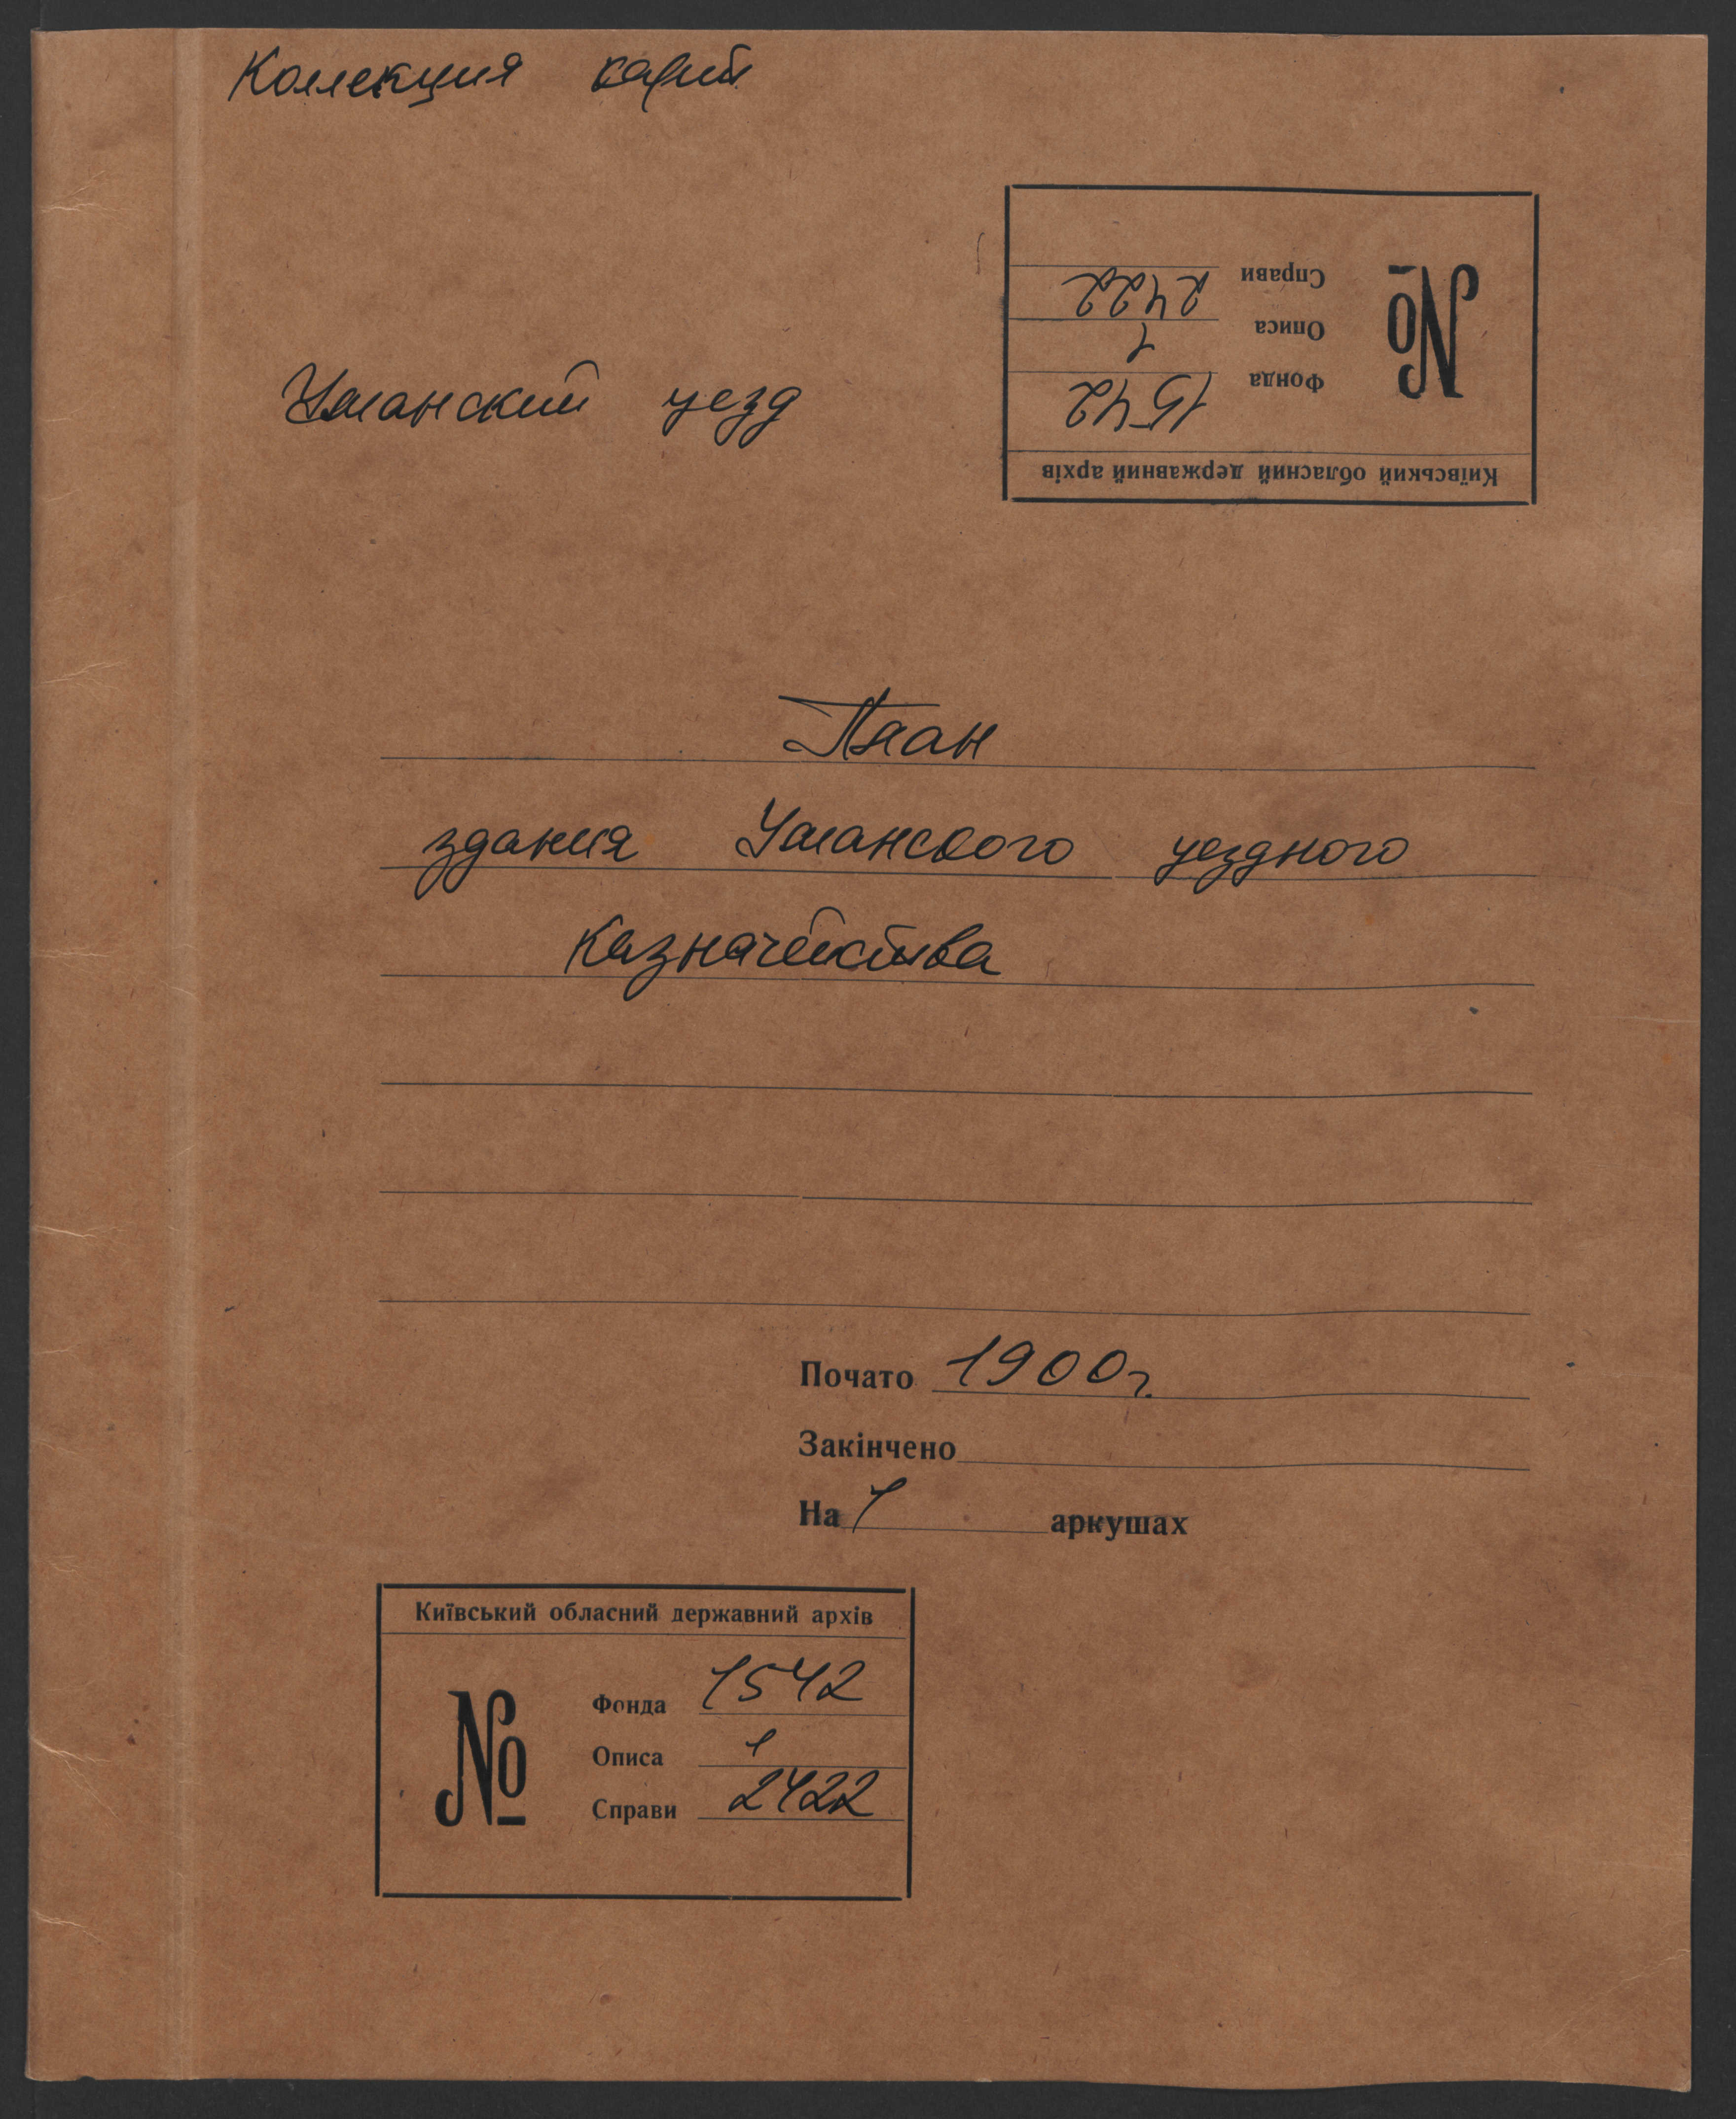 Коллекция карт
Київський обласний державний архів
№
Фонда 1542
Описа 1
Справи 2422
Уманский уезд
План
здания Уманского уездного
казначейства
Почато 1900г.
Закінчено
На 1 аркушах
Київський обласний державний архів
№
Фонда 1542
Описа 1
Справи 2422